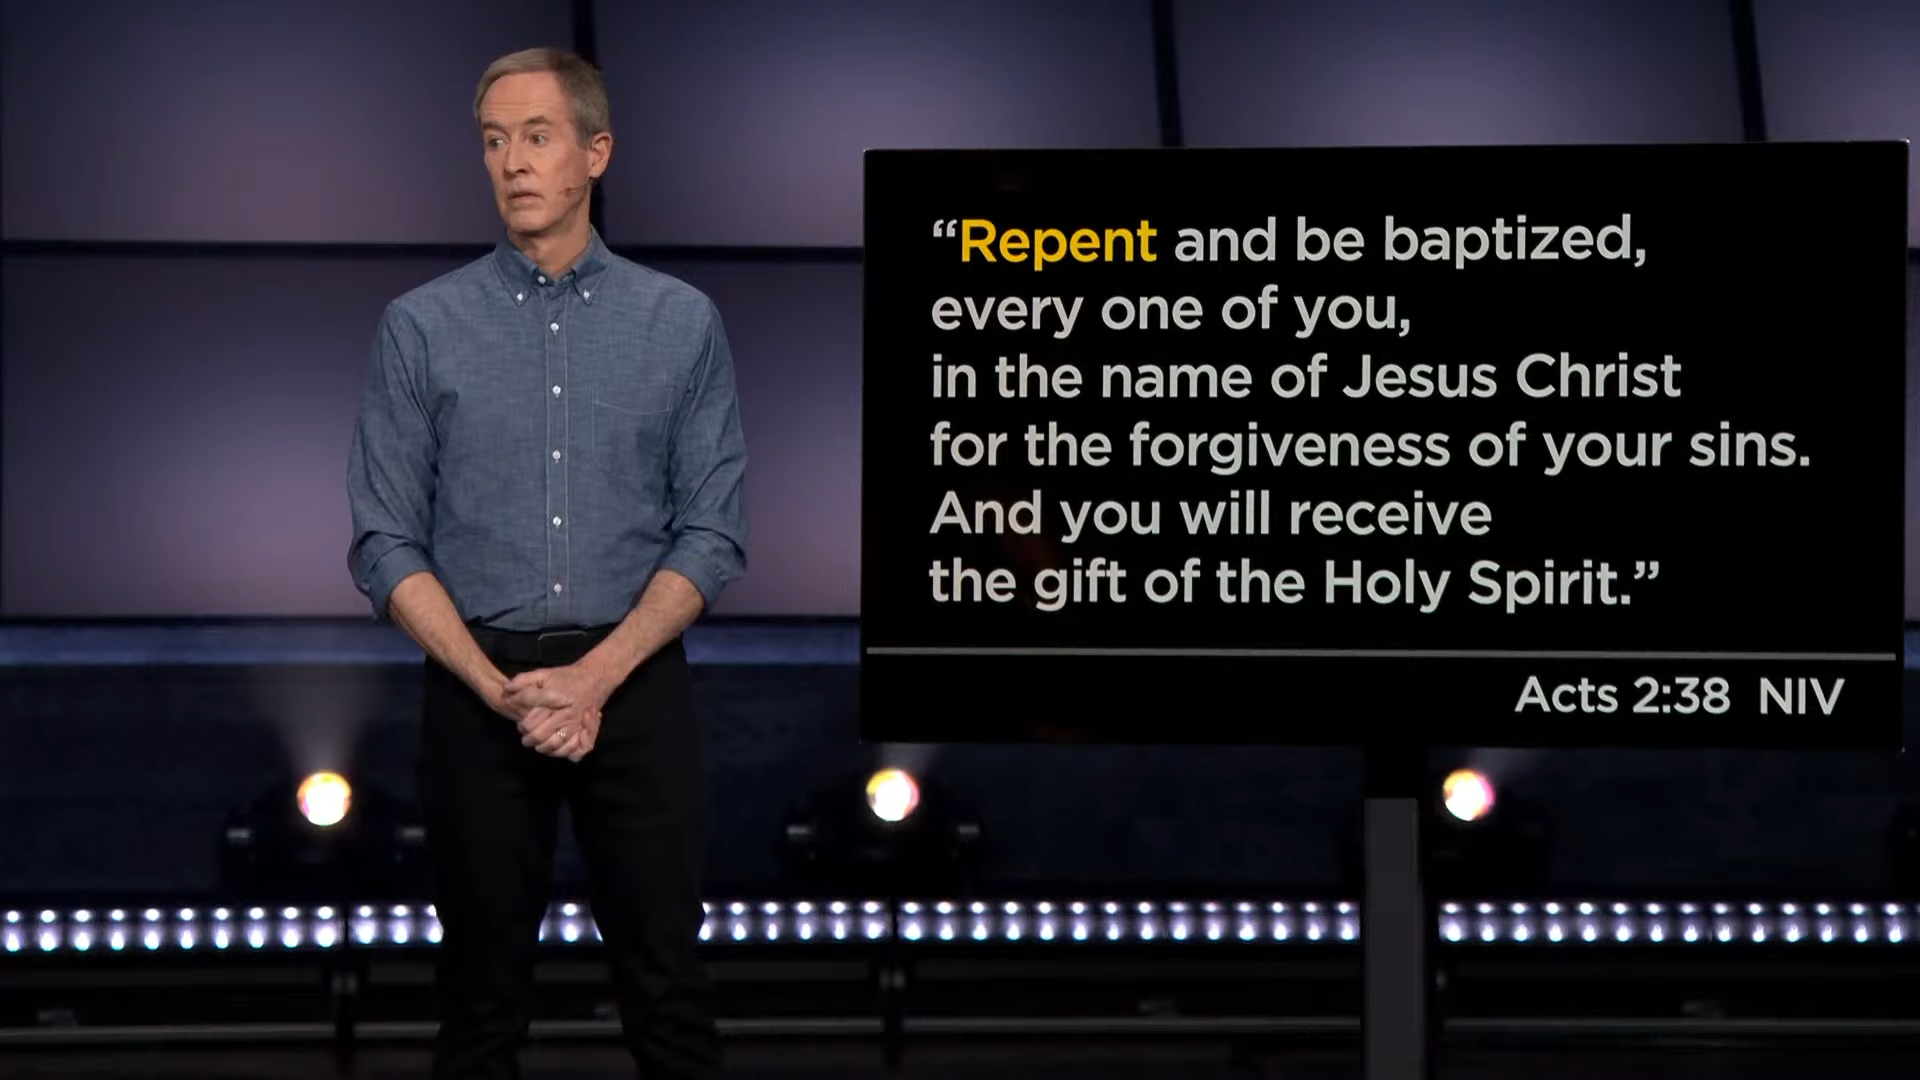 “Repent and be baptized,
every one of you,
in the name of Jesus Christ
for the forgiveness of your sins.
And you will receive
the gift of the Holy Spirit.”
Acts 2:38 NIV